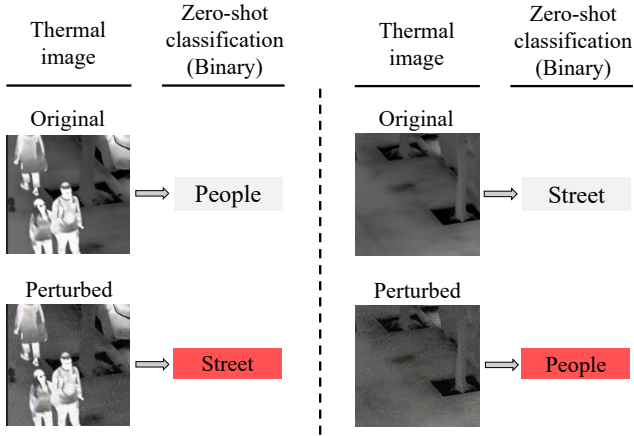 Thermal
image
Zero-shot
classification
(Binary)
Original
People
Perturbed
Street
Thermal
image
Zero-shot
classification
(Binary)
Original
Street
Perturbed
People